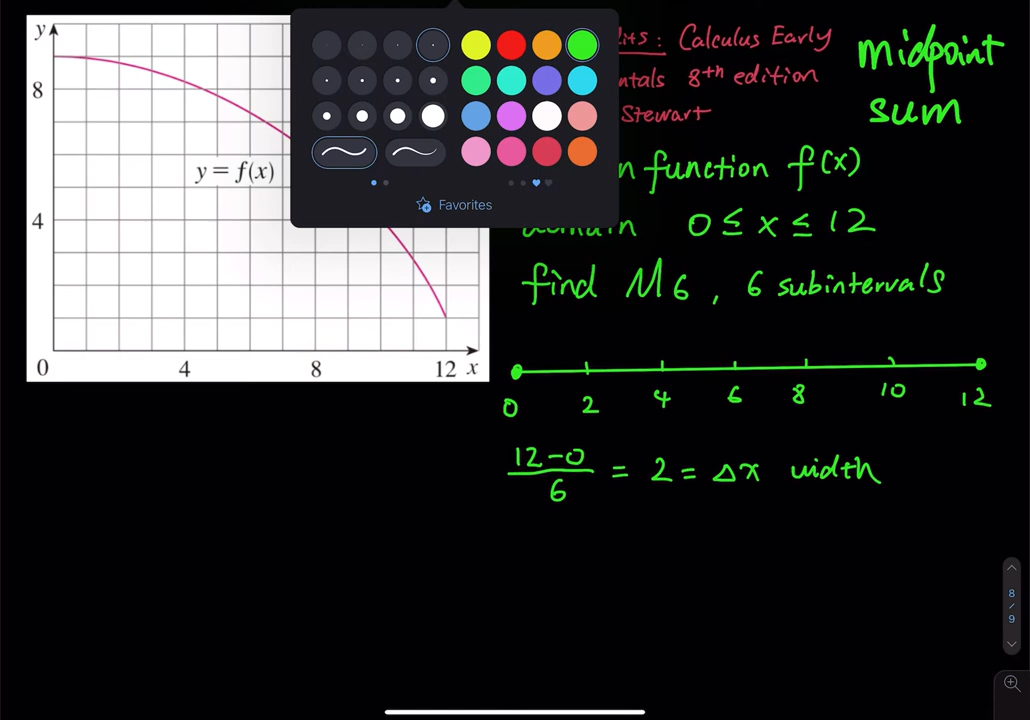 y
8
y = f(x)
4
0 4 8 12 x
Calculus Early
8th edition
Stewart
midpoint
sum
function f(x)
domain 0 ≤ x ≤ 12
find M6 , 6 subintervals
0 2 4 6 8 10 12
12-0/6 = 2 = Δx width
Favorites
8
/
9